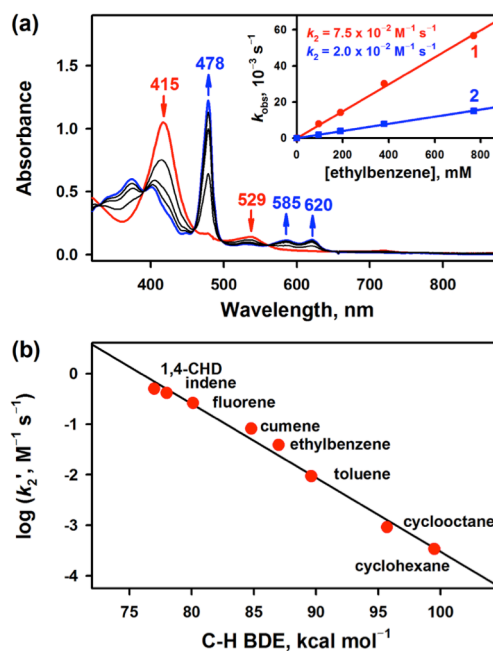 (a)
k₂ = 7.5 x 10⁻² M⁻¹ s⁻¹
k₂ = 2.0 x 10⁻² M⁻¹ s⁻¹
1
2
60
40
20
0
kobs, 10⁻³ s⁻¹
0 200 400 600 800
[ethylbenzene], mM
415
478
529
585
620
1.5
1.0
0.5
0.0
Absorbance
400 500 600 700 800
Wavelength, nm
(b)
1,4-CHD
indene
fluorene
cumene
ethylbenzene
toluene
cyclooctane
cyclohexane
0
-1
-2
-3
-4
log (k₂', M⁻¹ s⁻¹)
75 80 85 90 95 100
C-H BDE, kcal mol⁻¹